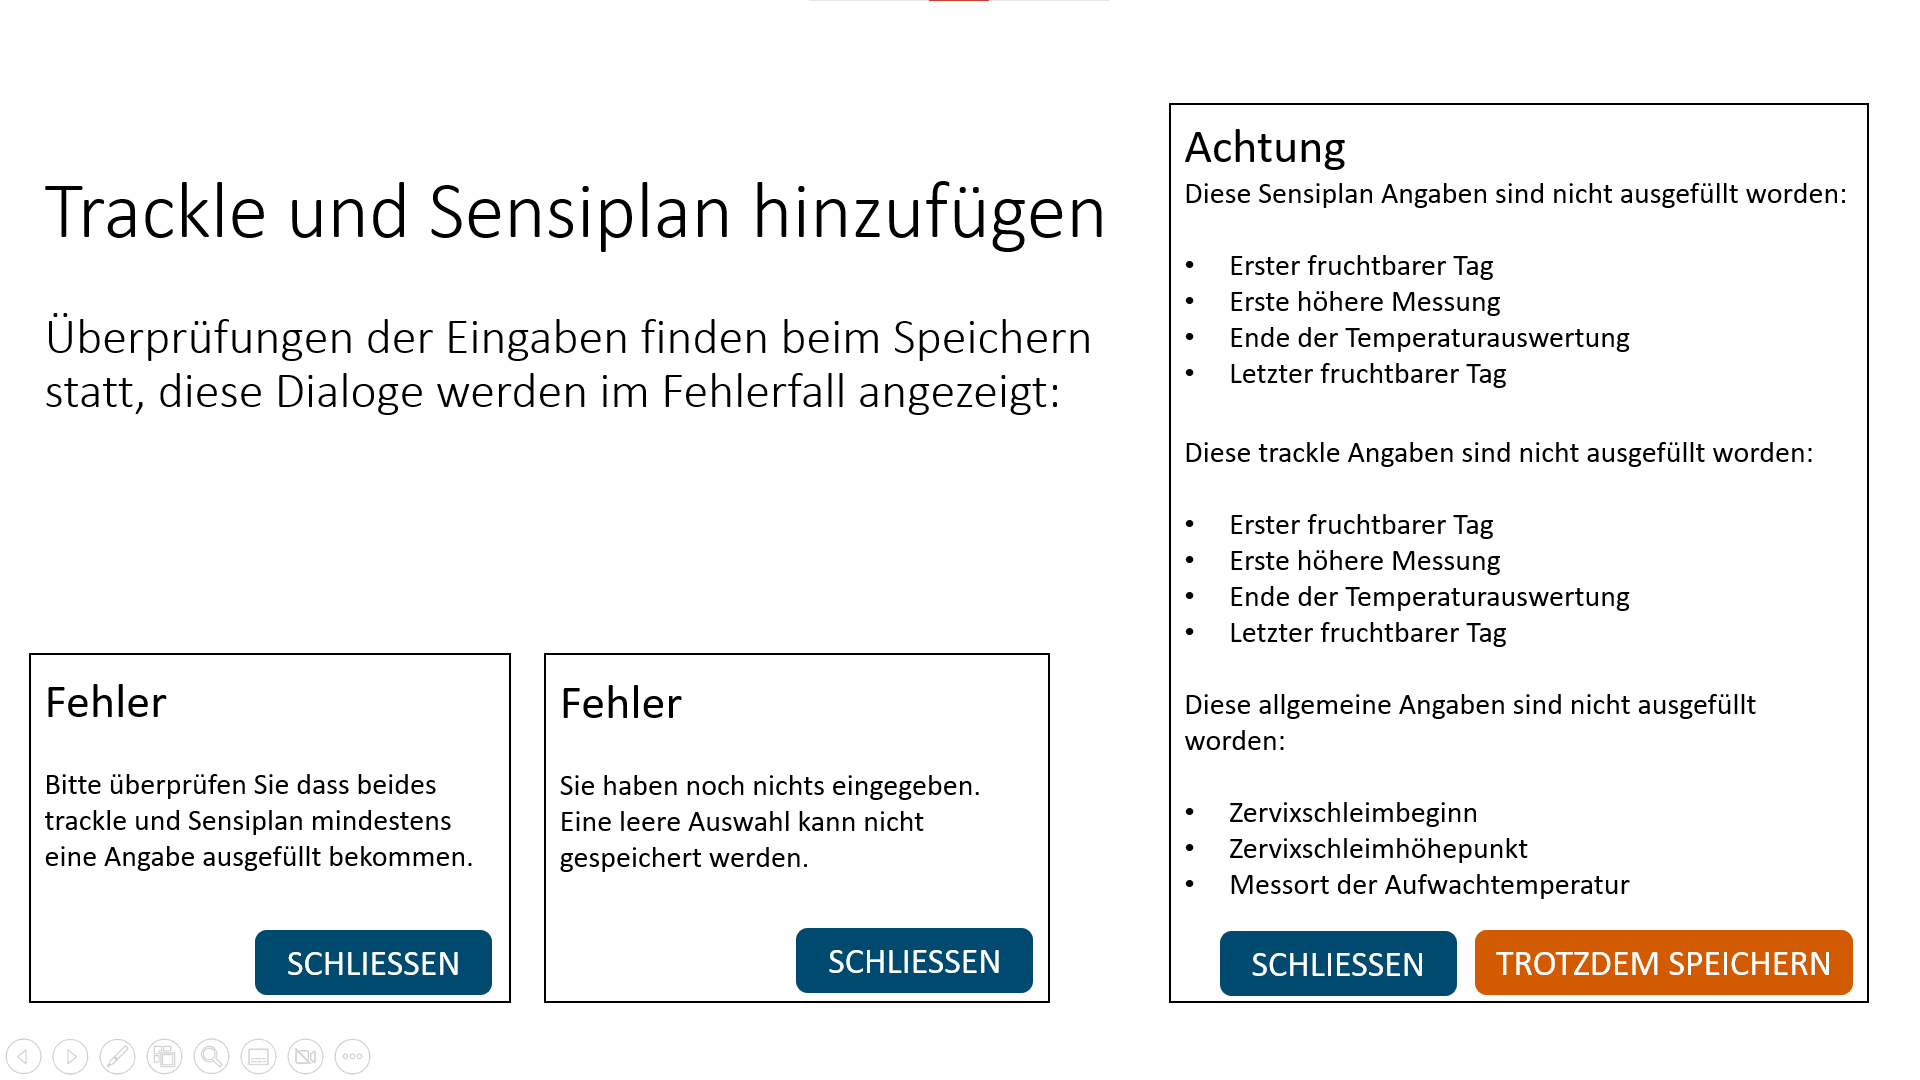 Trackle und Sensiplan hinzufügen
Überprüfungen der Eingaben finden beim Speichern
statt, diese Dialoge werden im Fehlerfall angezeigt:
Fehler
Bitte überprüfen Sie dass beides
trackle und Sensiplan mindestens
eine Angabe ausgefüllt bekommen.
SCHLIESSEN
Fehler
Sie haben noch nichts eingegeben.
Eine leere Auswahl kann nicht
gespeichert werden.
SCHLIESSEN
Achtung
Diese Sensiplan Angaben sind nicht ausgefüllt worden:
• Erster fruchtbarer Tag
• Erste höhere Messung
• Ende der Temperaturauswertung
• Letzter fruchtbarer Tag
Diese trackle Angaben sind nicht ausgefüllt worden:
• Erster fruchtbarer Tag
• Erste höhere Messung
• Ende der Temperaturauswertung
• Letzter fruchtbarer Tag
Diese allgemeine Angaben sind nicht ausgefüllt
worden:
• Zervixschleimbeginn
• Zervixschleimhöhepunkt
• Messort der Aufwachtemperatur
SCHLIESSEN
TROTZDEM SPEICHERN